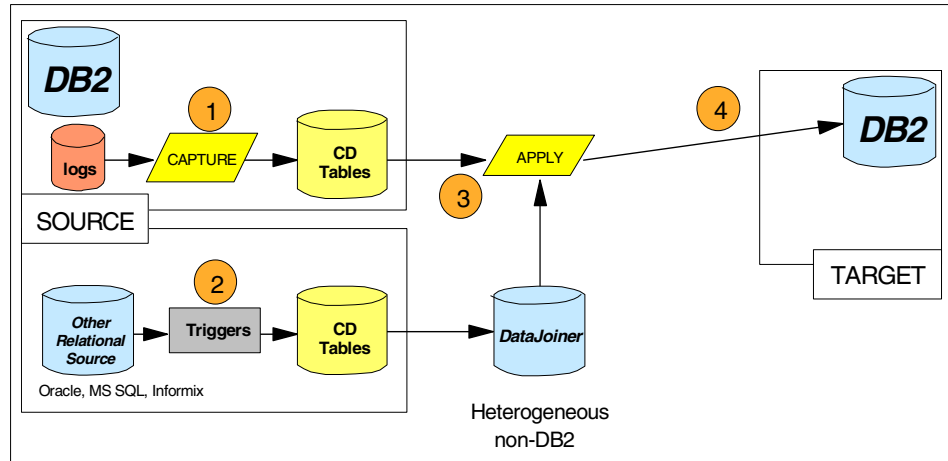 DB2
logs
1
CAPTURE
CD
Tables
SOURCE
3
APPLY
4
DB2
TARGET
2
Other
Relational
Source
Triggers
CD
Tables
DataJoiner
Oracle, MS SQL, Informix
Heterogeneous
non-DB2